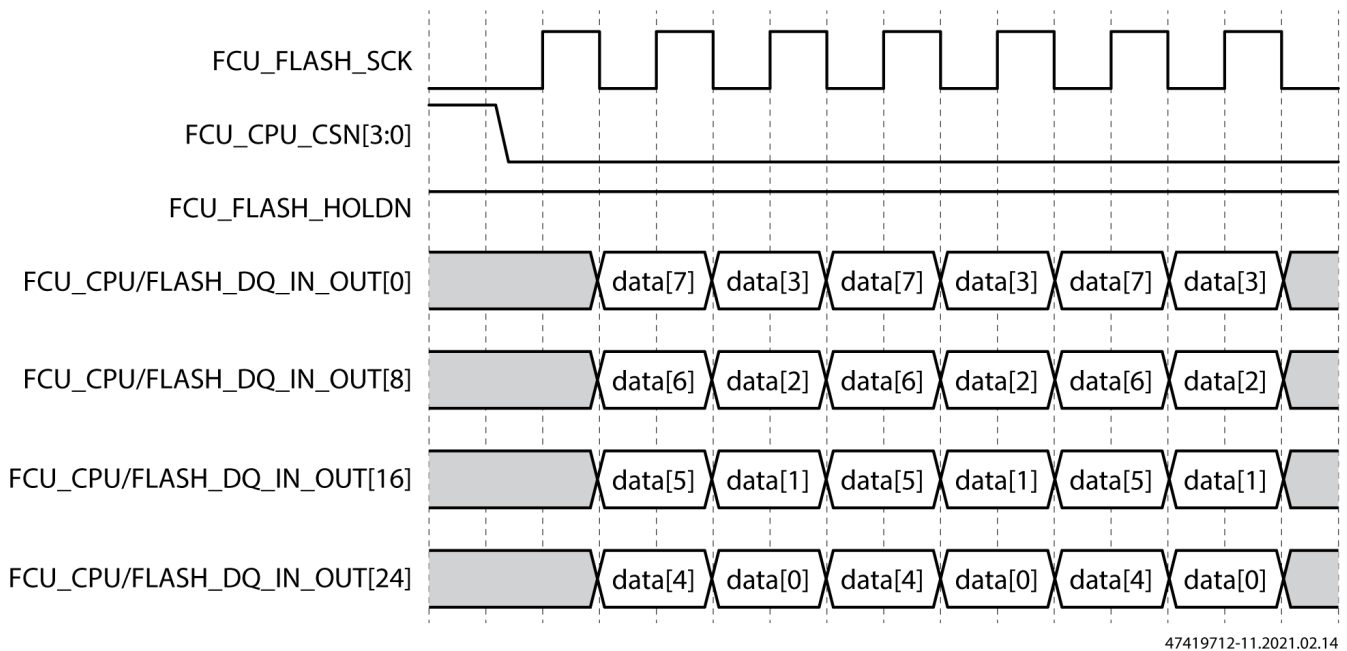 FCU_FLASH_SCK
FCU_CPU_CSN[3:0]
FCU_FLASH_HOLDN
FCU_CPU/FLASH_DQ_IN_OUT[0] data[7] data[3] data[7] data[3] data[7] data[3]
FCU_CPU/FLASH_DQ_IN_OUT[8] data[6] data[2] data[6] data[2] data[6] data[2]
FCU_CPU/FLASH_DQ_IN_OUT[16] data[5] data[1] data[5] data[1] data[5] data[1]
FCU_CPU/FLASH_DQ_IN_OUT[24] data[4] data[0] data[4] data[0] data[4] data[0]
47419712-11.2021.02.14